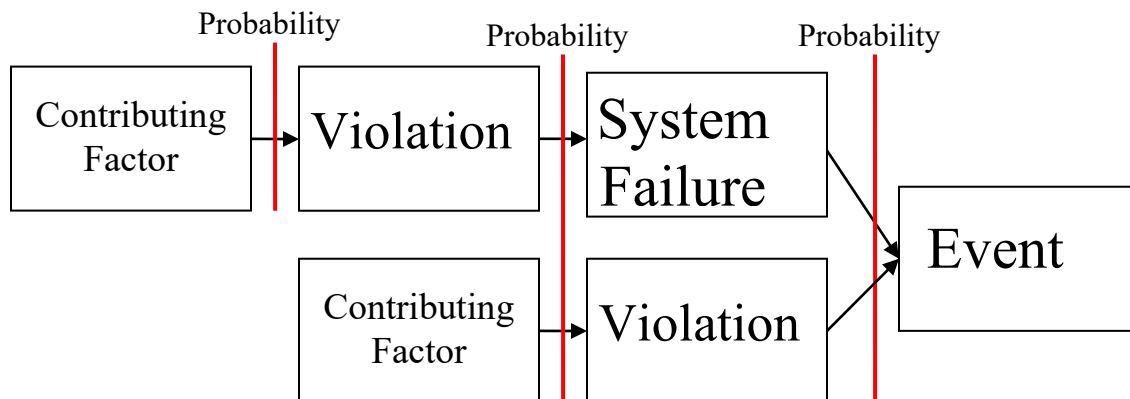 Probability
Probability
Probability
Contributing
Factor
Violation
System
Failure
Event
Contributing
Factor
Violation